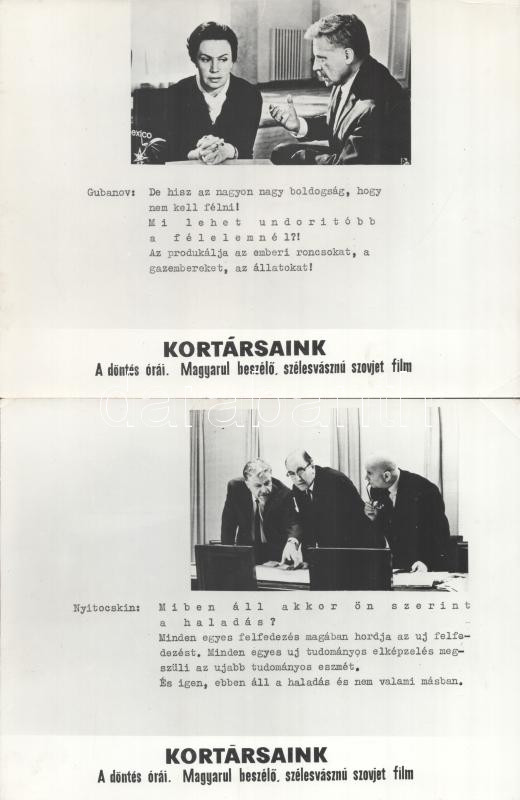 exico
Gubanov: De hisz az nagyon nagy boldogság, hogy
nem kell félni!
Mi lehet undoritóbb
a félelemnél?!
Az produkálja az emberi roncsokat, a
gazembereket, az állatokat!
KORTÁRSAINK
A döntés órái. Magyarul beszélő, szélesvásznú szovjet film
darabanth
Nyitocskin: Miben áll akkor ön szerint
a haladás?
Minden egyes felfedezés magában hordja az uj felfe-
dezést. Minden egyes uj tudományos elképzelés meg-
szüli az ujabb tudományos eszmét.
És igen, ebben áll a haladás és nem valami másban.
KORTÁRSAINK
A döntés órái. Magyarul beszélő, szélesvásznú szovjet film